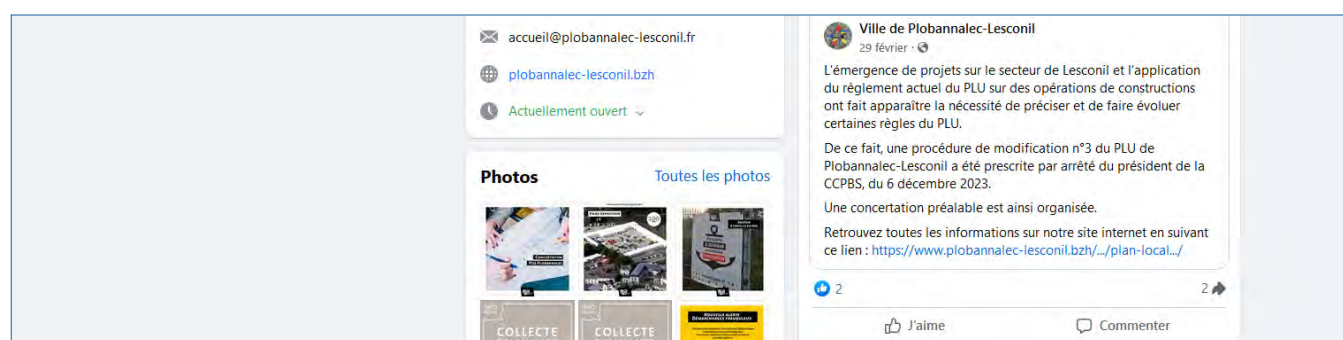 accueil@plobannalec-lesconil.fr
plobannalec-lesconil.bzh
Actuellement ouvert
Photos
Toutes les photos
CONCERTATION
COLLECTE
COLLECTE
NOUVELLE ALERTE
Ville de Plobannalec-Lesconil
29 février ·
L'émergence de projets sur le secteur de Lesconil et l'application
du règlement actuel du PLU sur des opérations de constructions
ont fait apparaître la nécessité de préciser et de faire évoluer
certaines règles du PLU.
De ce fait, une procédure de modification n°3 du PLU de
Plobannalec-Lesconil a été prescrite par arrêté du président de la
CCPBS, du 6 décembre 2023.
Une concertation préalable est ainsi organisée.
Retrouvez toutes les informations sur notre site internet en suivant
ce lien : https://www.plobannalec-lesconil.bzh/.../plan-local.../
2
2
J'aime
Commenter